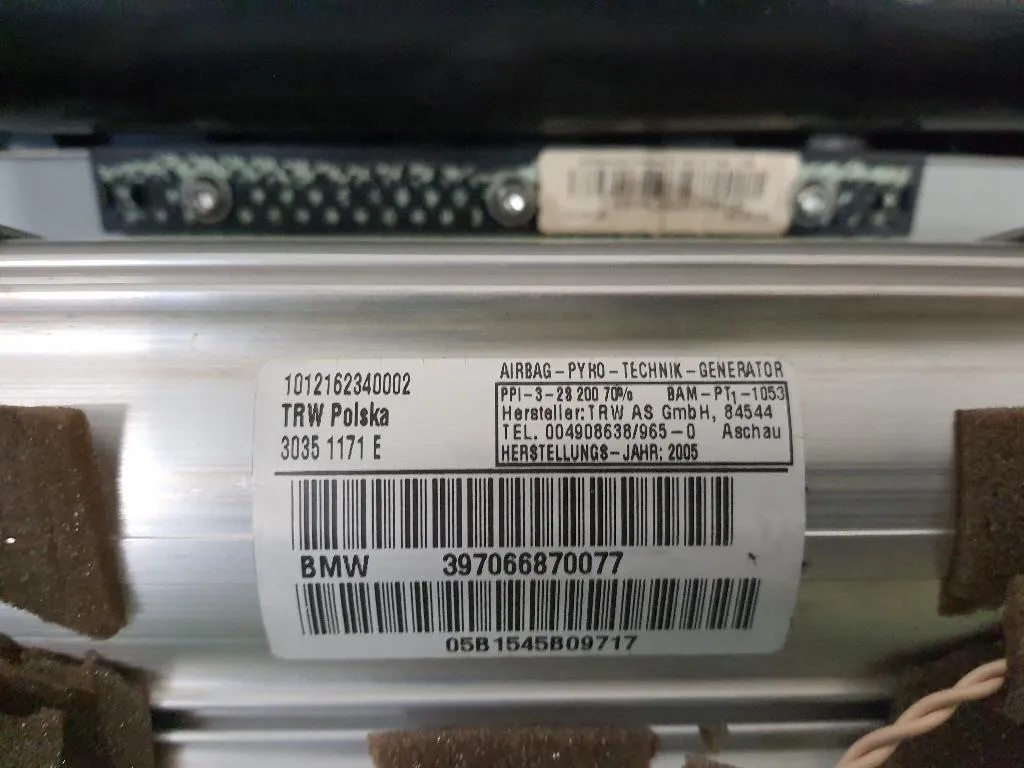 1012162340002
TRW Polska
3035 1171 E
AIRBAG - PYRO - TECHNIK - GENERATOR
PPI - 3 - 28 200 70% BAM - PT1 - 1053
Hersteller: TRW AS GmbH, 84544
TEL. 004908638/965 - 0 Aschau
HERSTELLUNGS - JAHR: 2005
BMW 397066870077
05B1545B09717